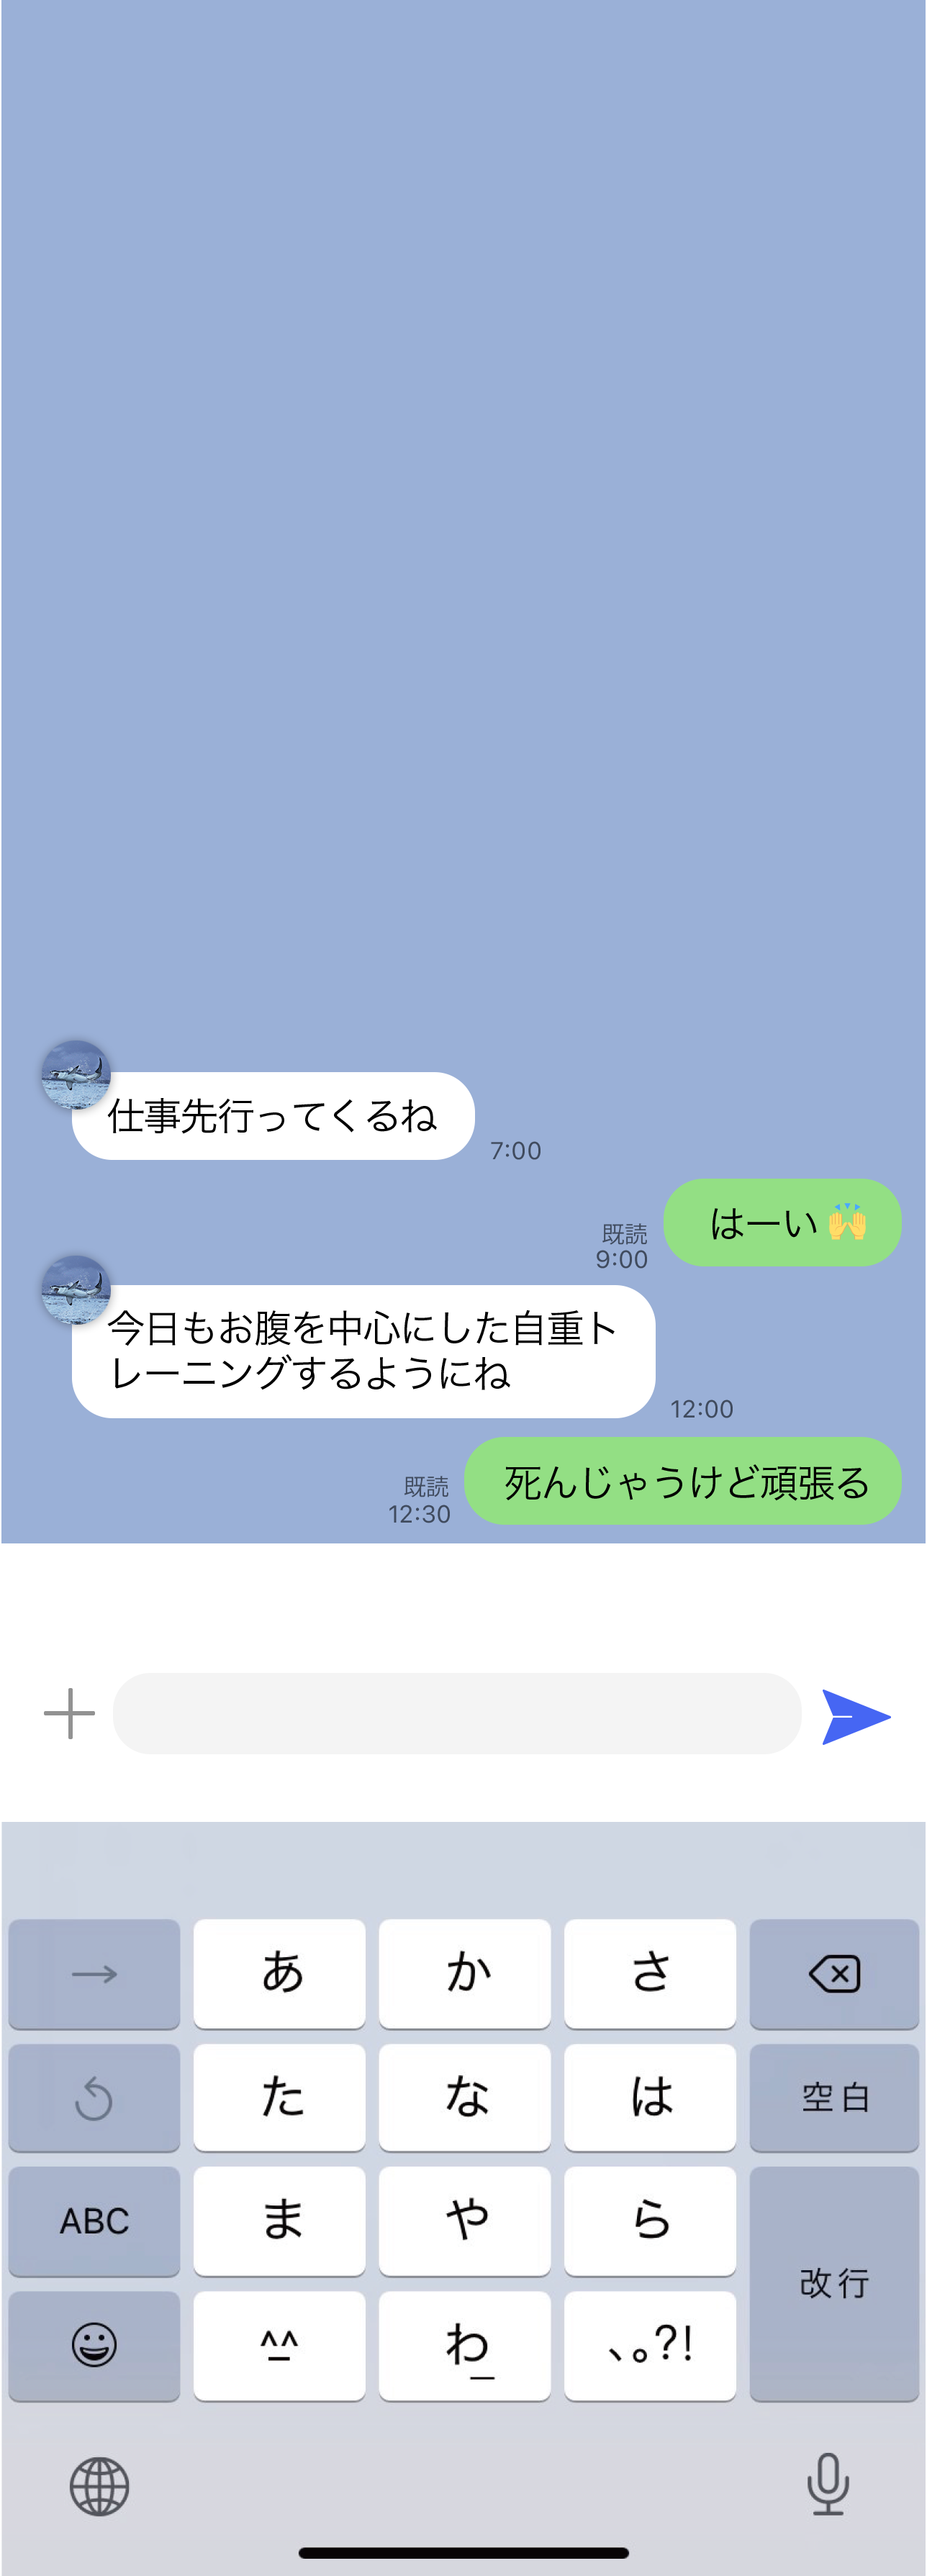 仕事先行ってくるね
7:00
はーい🙌
既読
9:00
今日もお腹を中心にした自重ト
レーニングするようにね
12:00
死んじゃうけど頑張る
既読
12:30
→ あ か さ
た な は 空白
ABC ま や ら
改行
^_^ わ_ 、。?!